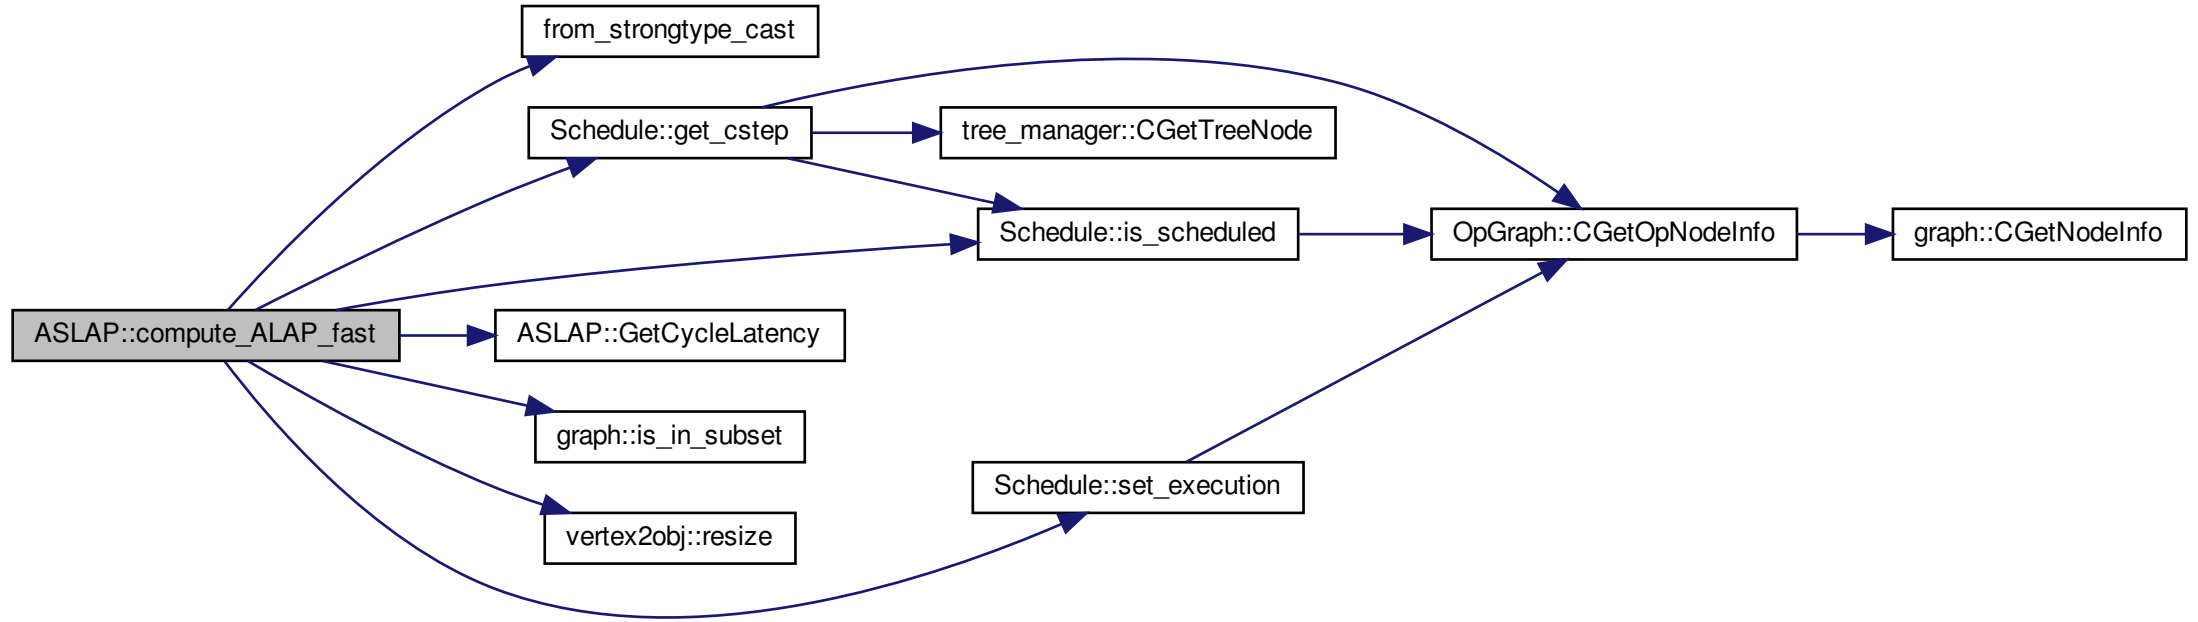 from_strongtype_cast
Schedule::get_cstep
tree_manager::CGetTreeNode
Schedule::is_scheduled
OpGraph::CGetOpNodeInfo
graph::CGetNodeInfo
ASLAP::compute_ALAP_fast
ASLAP::GetCycleLatency
graph::is_in_subset
Schedule::set_execution
vertex2obj::resize